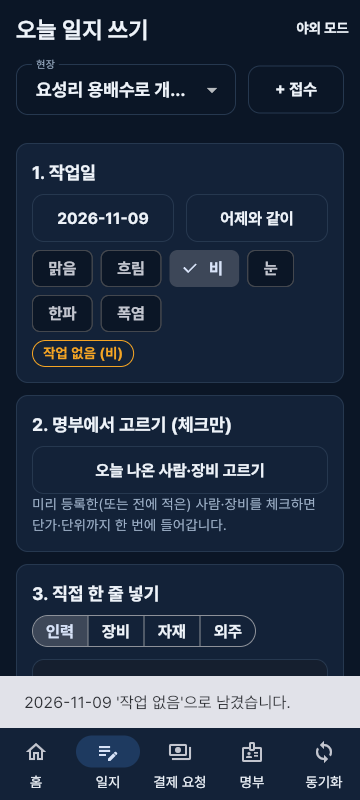 오늘 일지 쓰기
야외 모드
현장
요성리 용배수로 개...
+ 접수
1. 작업일
2026-11-09
어제와 같이
맑음
흐림
비
눈
한파
폭염
작업 없음 (비)
2. 명부에서 고르기 (체크만)
오늘 나온 사람·장비 고르기
미리 등록한(또는 전에 적은) 사람·장비를 체크하면
단가·단위까지 한 번에 들어갑니다.
3. 직접 한 줄 넣기
인력
장비
자재
외주
2026-11-09 '작업 없음'으로 남겼습니다.
홈
일지
결제 요청
명부
동기화